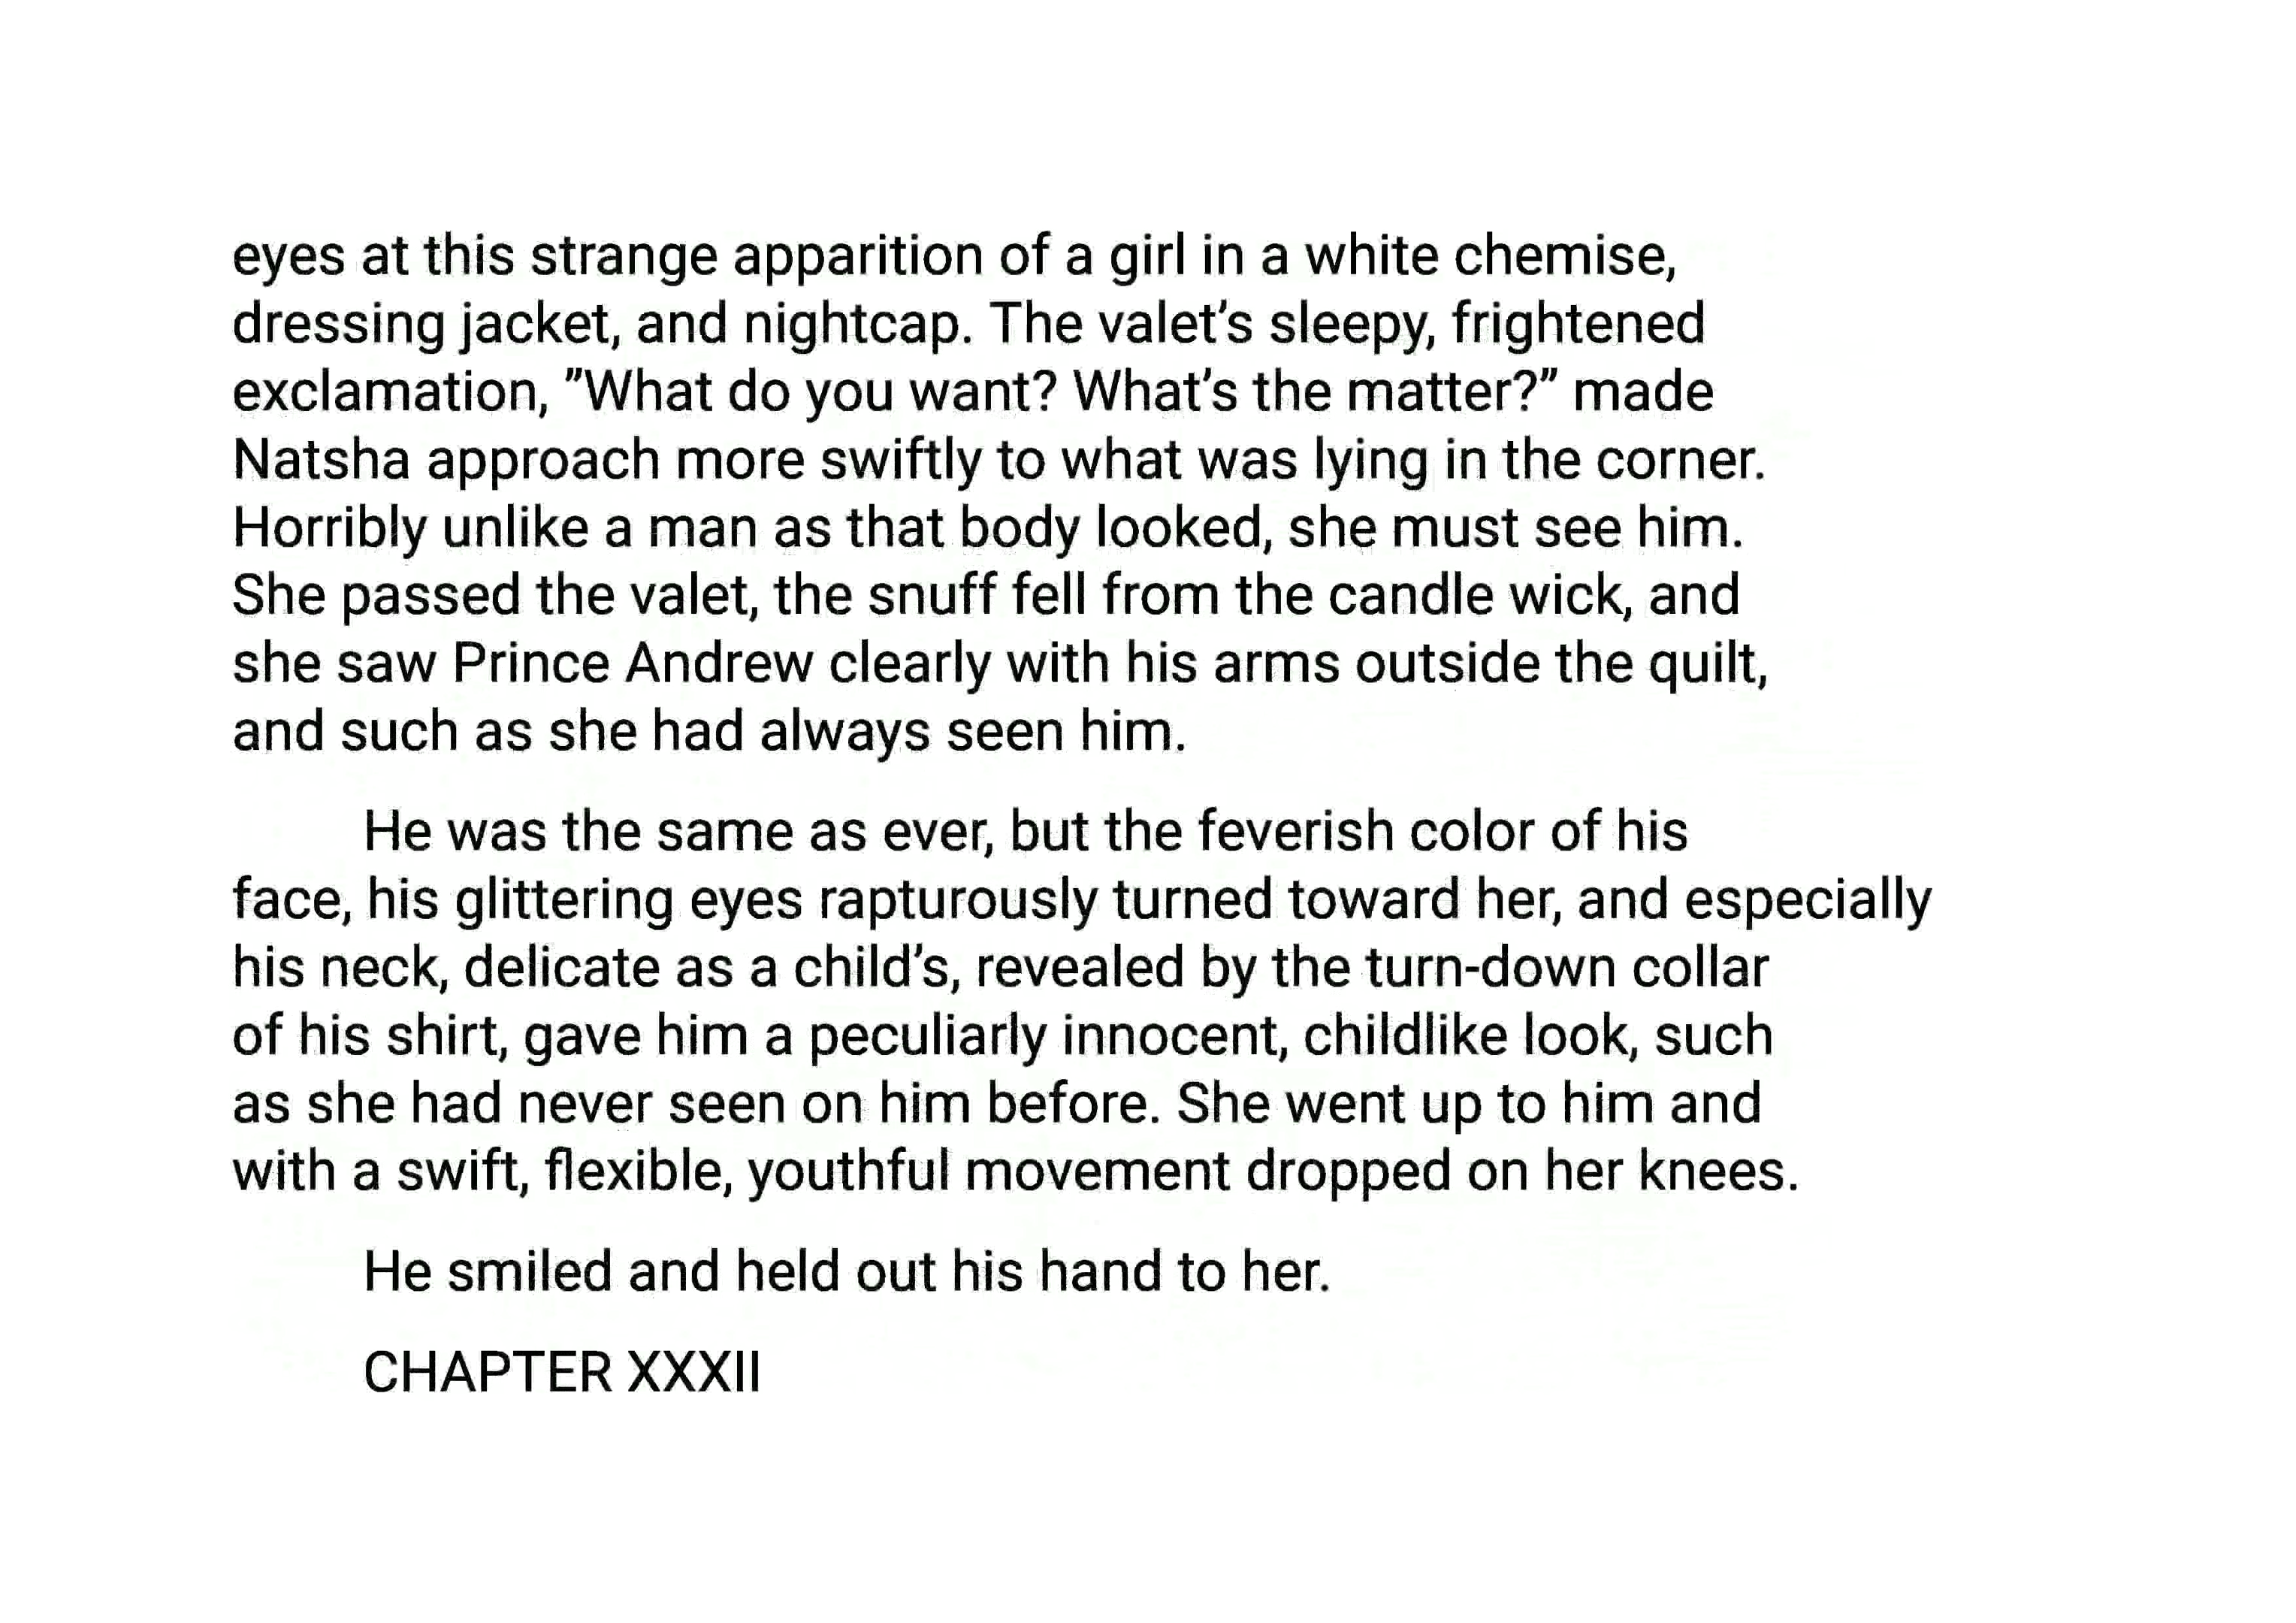 eyes at this strange apparition of a girl in a white chemise,
dressing jacket, and nightcap. The valet’s sleepy, frightened
exclamation, ”What do you want? What’s the matter?” made
Natsha approach more swiftly to what was lying in the corner.
Horribly unlike a man as that body looked, she must see him.
She passed the valet, the snuff fell from the candle wick, and
she saw Prince Andrew clearly with his arms outside the quilt,
and such as she had always seen him.
He was the same as ever, but the feverish color of his
face, his glittering eyes rapturously turned toward her, and especially
his neck, delicate as a child’s, revealed by the turn-down collar
of his shirt, gave him a peculiarly innocent, childlike look, such
as she had never seen on him before. She went up to him and
with a swift, flexible, youthful movement dropped on her knees.
He smiled and held out his hand to her.
CHAPTER XXXII